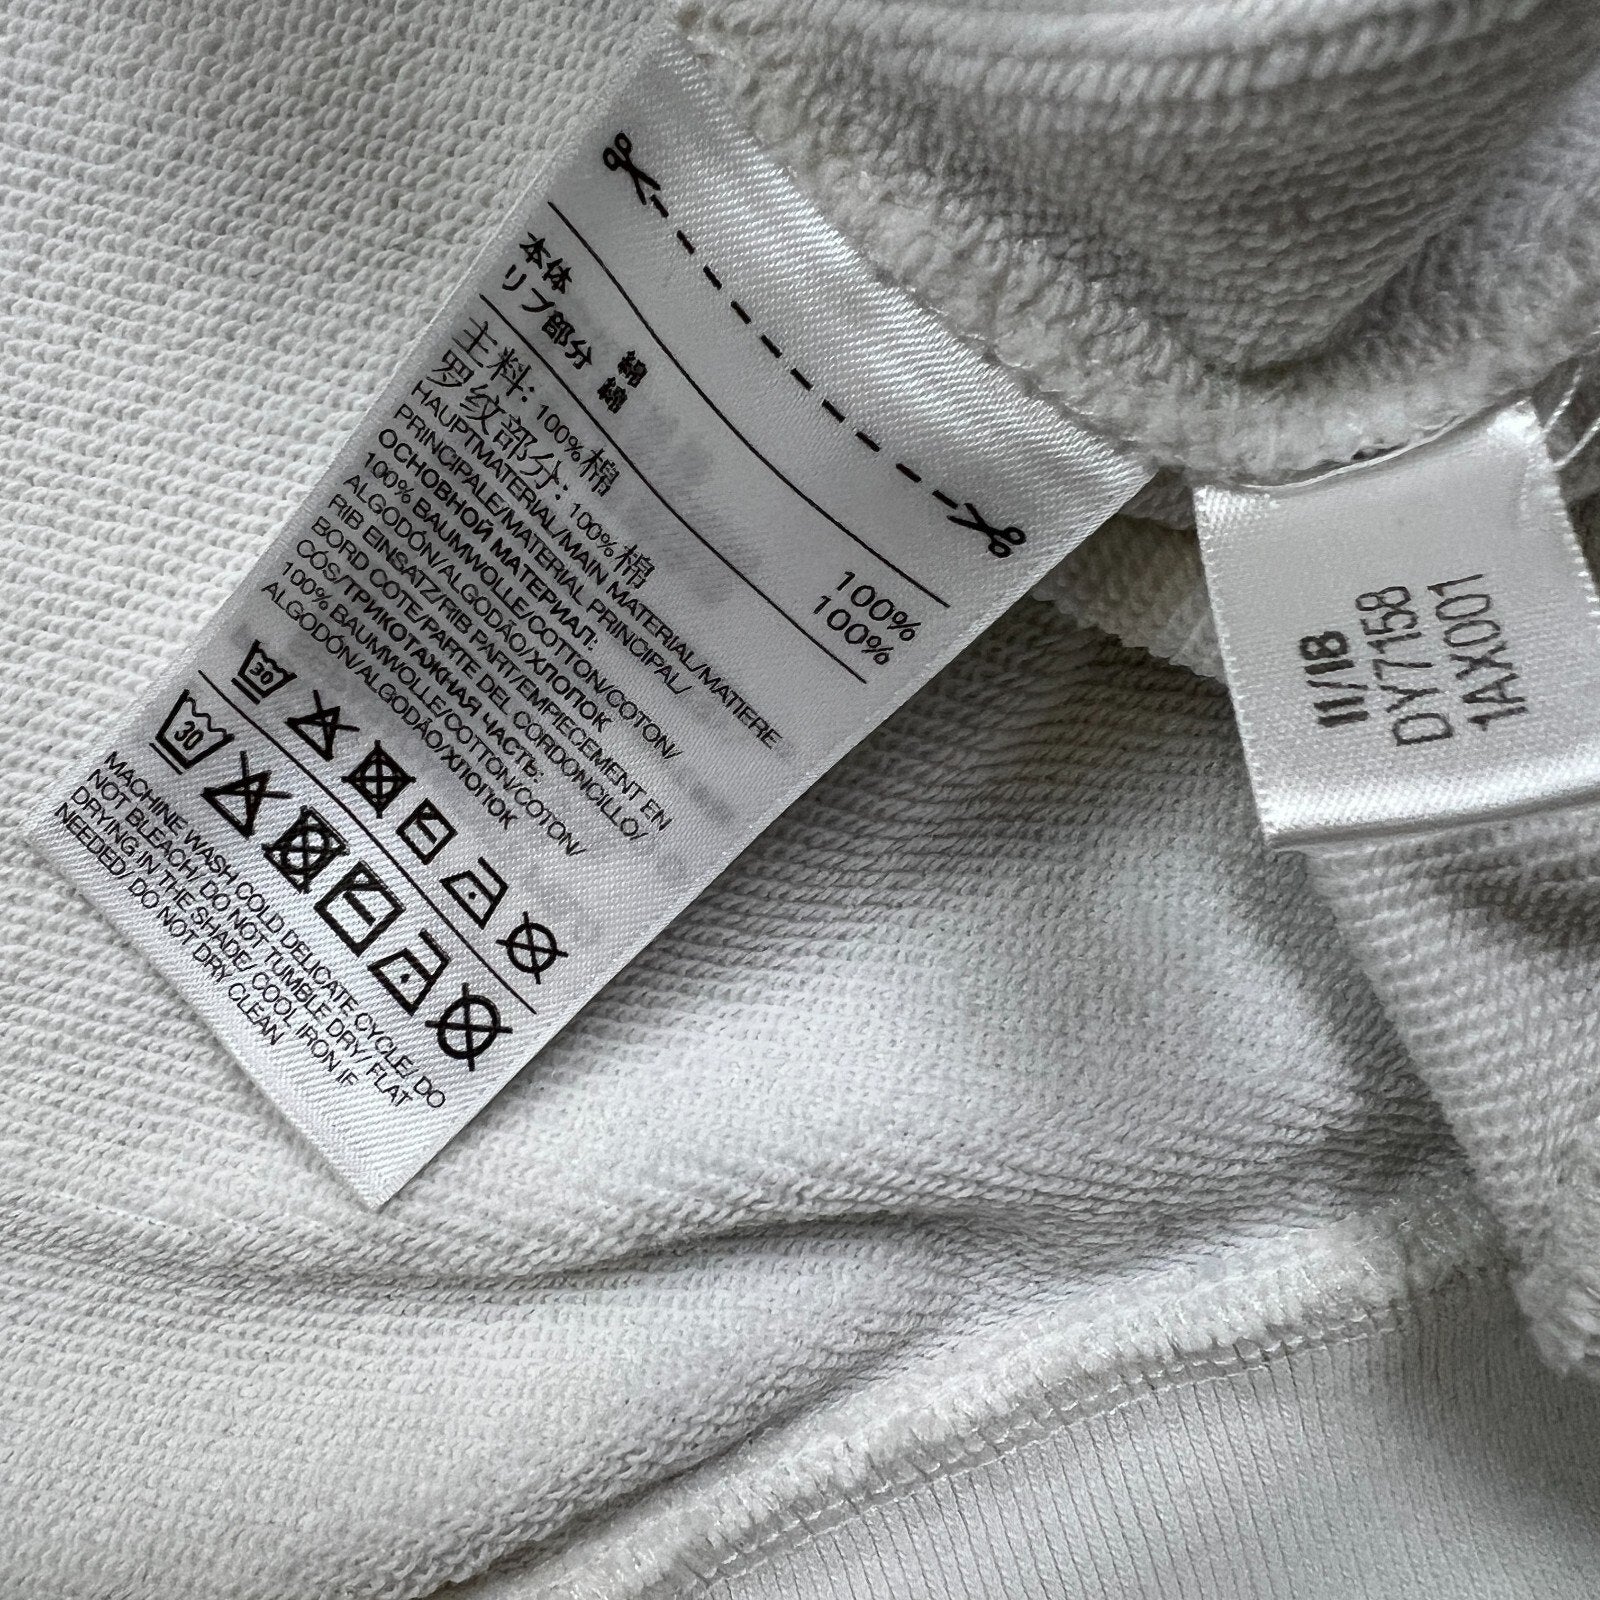 本体 綿 100%
リブ部分 綿 100%
主料: 100%棉
罗纹部分: 100%棉
HAUPTMATERIAL/MAIN MATERIAL/MATIERE
PRINCIPALE/MATERIAL PRINCIPAL/
ОСНОВНОЙ МАТЕРИАЛ:
100% BAUMWOLLE/COTTON/COTON/
ALGODÓN/ALGODÃO/ХЛОПОК
RIB EINSATZ/RIB PART/EMPIECEMENT EN
BORD COTE/PARTE DEL CORDONCILLO/
CÓS/ТРИКОТАЖНАЯ ЧАСТЬ:
100% BAUMWOLLE/COTTON/COTON/
ALGODÓN/ALGODÃO/ХЛОПОК
30
30
MACHINE WASH COLD DELICATE CYCLE/ DO
NOT BLEACH/ DO NOT TUMBLE DRY/ FLAT
DRYING IN THE SHADE/ COOL IRON IF
NEEDED/ DO NOT DRY CLEAN
11/18
DY7158
1AX001